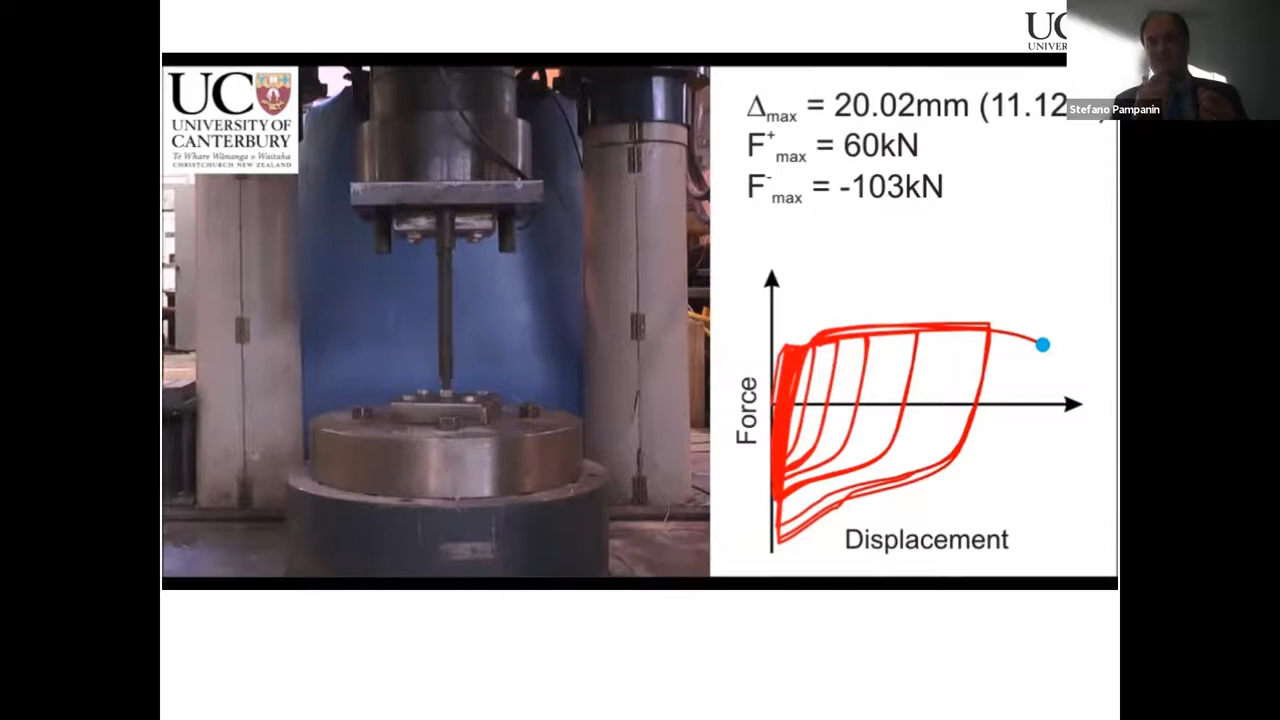 UC
UNIVER
UC
UNIVERSITY OF
CANTERBURY
Te Whare Wānanga o Waitaha
CHRISTCHURCH NEW ZEALAND
Δmax = 20.02mm (11.12
F+max = 60kN
F-max = -103kN
Stefano Pampanin
Force
Displacement